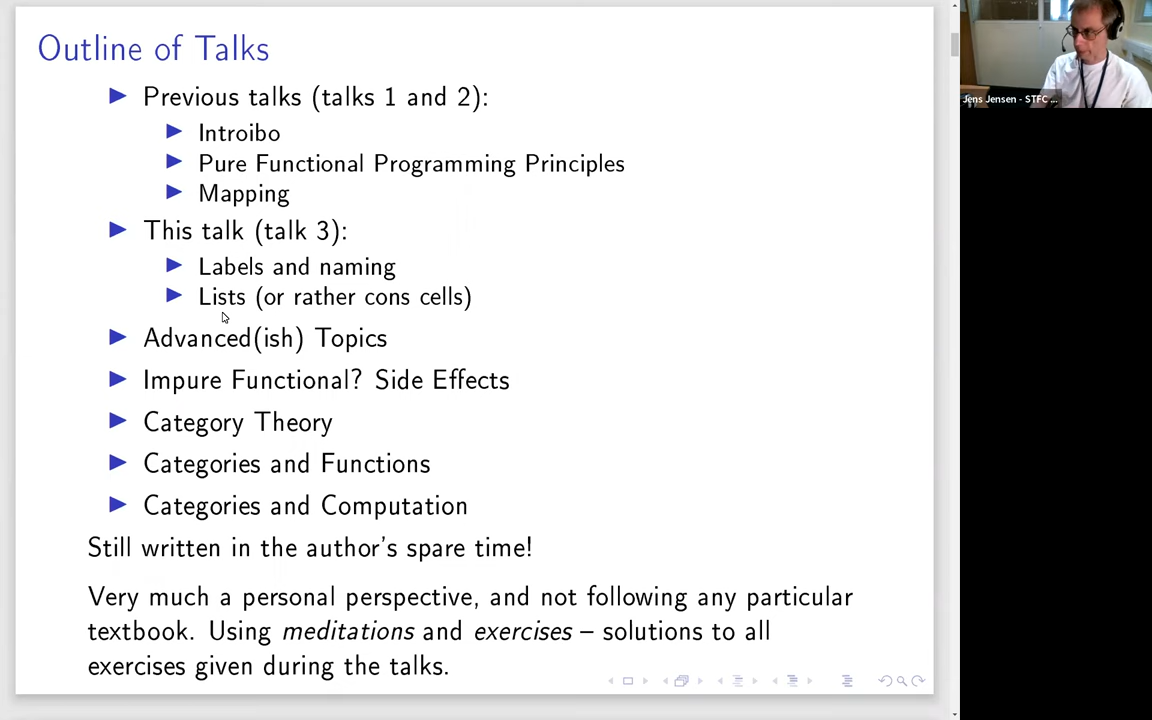 Outline of Talks
Previous talks (talks 1 and 2):
Introibo
Pure Functional Programming Principles
Mapping
This talk (talk 3):
Labels and naming
Lists (or rather cons cells)
Advanced(ish) Topics
Impure Functional? Side Effects
Category Theory
Categories and Functions
Categories and Computation
Still written in the author's spare time!
Very much a personal perspective, and not following any particular
textbook. Using meditations and exercises – solutions to all
exercises given during the talks.
Jens Jensen - STFC ...